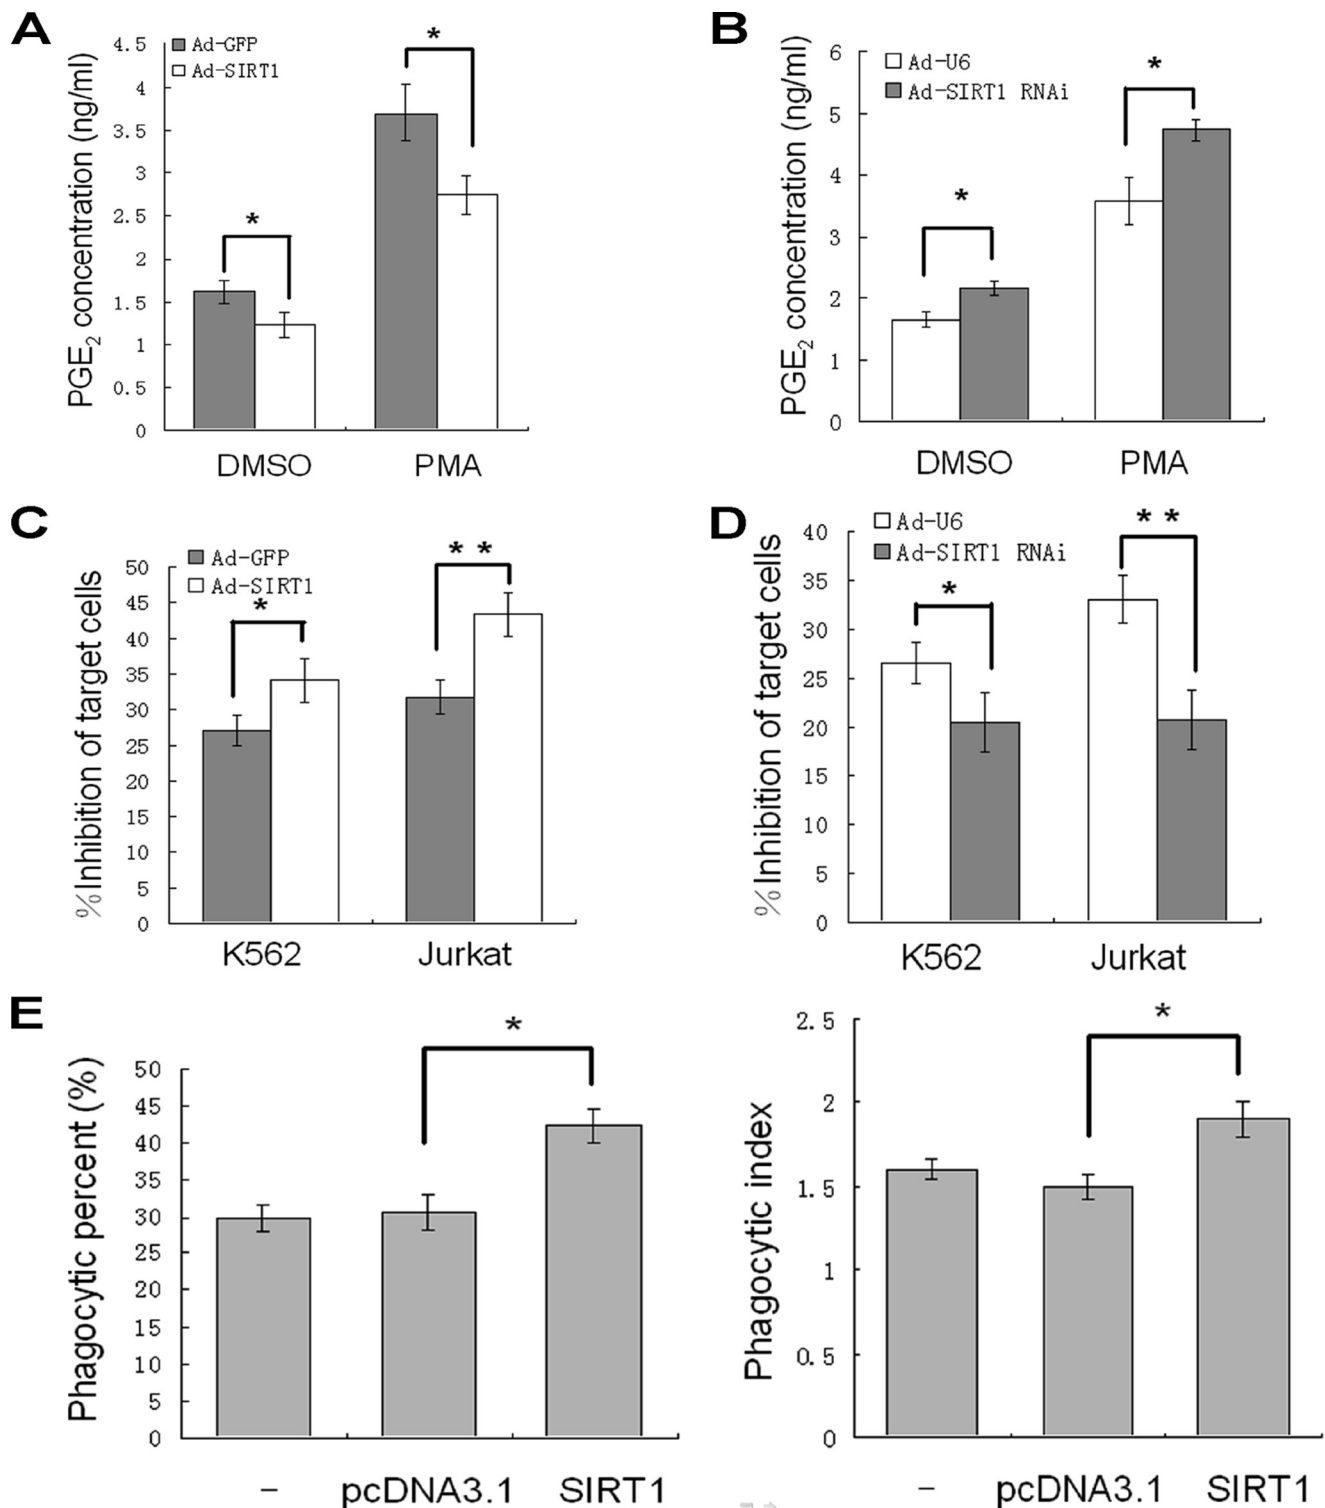 A
4.5
4
3.5
3
2.5
2
1.5
1
0.5
0
PGE2 concentration (ng/ml)
Ad-GFP
Ad-SIRT1
*
*
DMSO PMA
B
6
5
4
3
2
1
0
PGE2 concentration (ng/ml)
Ad-U6
Ad-SIRT1 RNAi
*
*
DMSO PMA
C
50
45
40
35
30
25
20
15
10
5
0
%Inhibition of target cells
Ad-GFP
Ad-SIRT1
*
* *
K562 Jurkat
D
40
35
30
25
20
15
10
5
0
%Inhibition of target cells
Ad-U6
Ad-SIRT1 RNAi
*
* *
K562 Jurkat
E
50
45
40
35
30
25
20
15
10
5
0
Phagocytic percent (%)
*
– pcDNA3.1 SIRT1
2.5
2
1.5
1
0.5
0
Phagocytic index
*
– pcDNA3.1 SIRT1